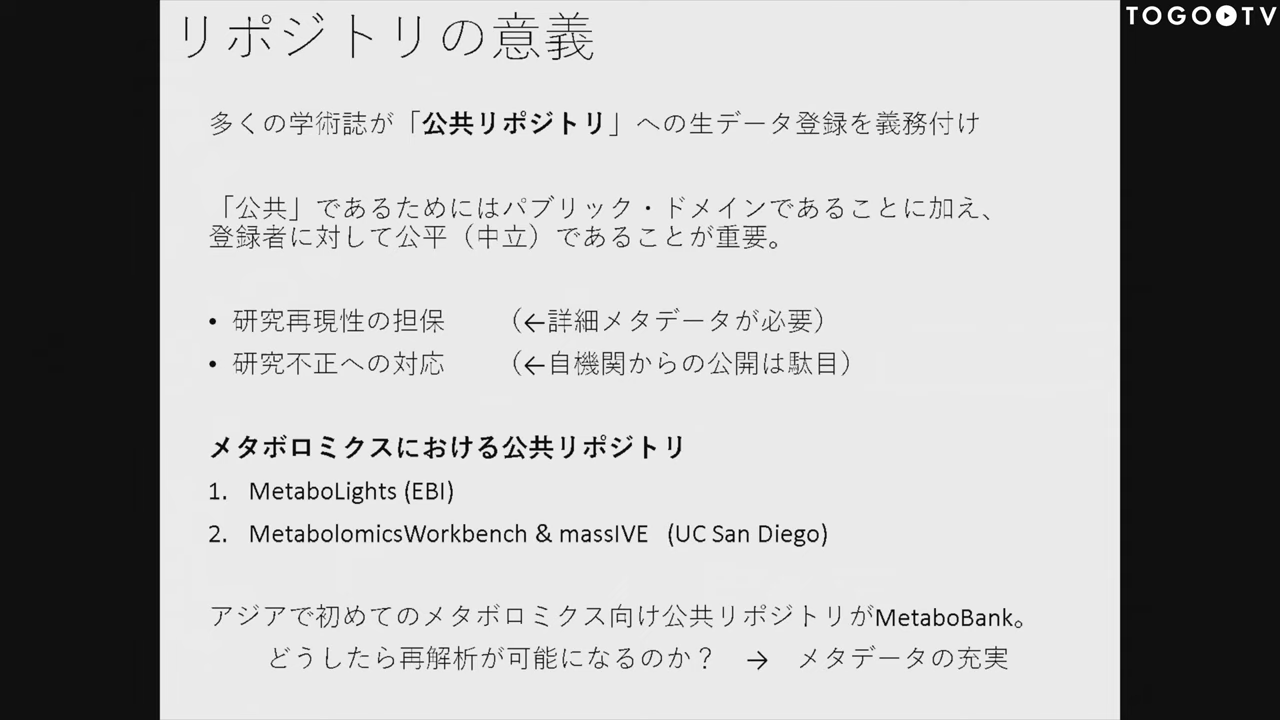 TOGO TV
リポジトリの意義
多くの学術誌が「公共リポジトリ」への生データ登録を義務付け
「公共」であるためにはパブリック・ドメインであることに加え、
登録者に対して公平（中立）であることが重要。
• 研究再現性の担保 （←詳細メタデータが必要）
• 研究不正への対応 （←自機関からの公開は駄目）
メタボロミクスにおける公共リポジトリ
1. MetaboLights (EBI)
2. MetabolomicsWorkbench & massIVE (UC San Diego)
アジアで初めてのメタボロミクス向け公共リポジトリがMetaboBank。
どうしたら再解析が可能になるのか？ → メタデータの充実